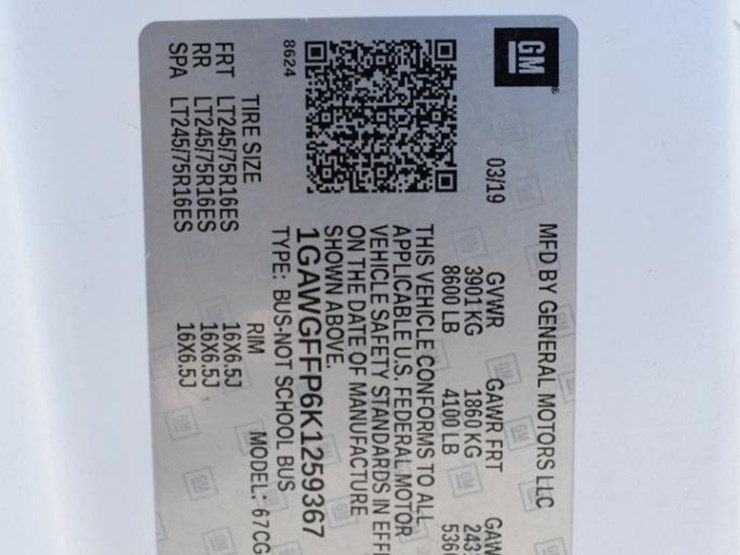 GM
MFD BY GENERAL MOTORS LLC
03/19 GVWR GAWR FRT
3901 KG 1860 KG
8600 LB 4100 LB
THIS VEHICLE CONFORMS TO ALL
APPLICABLE U.S. FEDERAL MOTOR
VEHICLE SAFETY STANDARDS IN
ON THE DATE OF MANUFACTURE
SHOWN ABOVE.
8624
1GAWGFFP6K1259367
TYPE: BUS-NOT SCHOOL BUS
MODEL: 67CG
TIRE SIZE RIM
FRT LT245/75R16ES 16X6.5J
RR LT245/75R16ES 16X6.5J
SPA LT245/75R16ES 16X6.5J